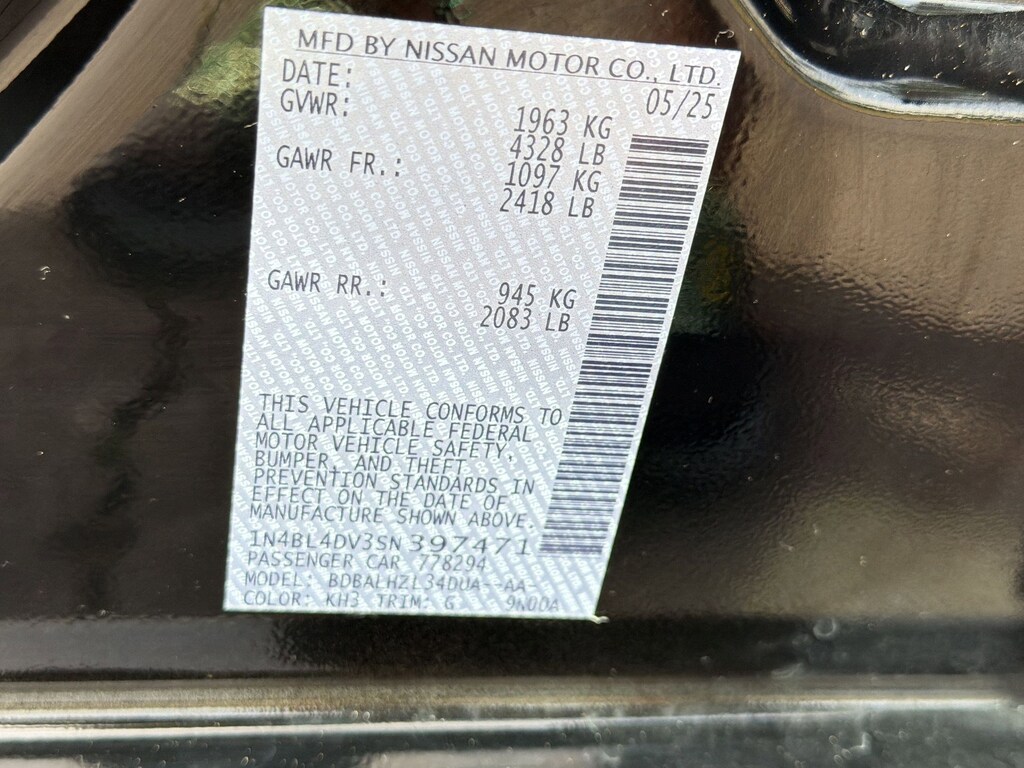 MFD BY NISSAN MOTOR CO., LTD.
DATE: 05/25
GVWR: 1963 KG
4328 LB
GAWR FR.: 1097 KG
2418 LB
GAWR RR.: 945 KG
2083 LB
THIS VEHICLE CONFORMS TO
ALL APPLICABLE FEDERAL
MOTOR VEHICLE SAFETY,
BUMPER, AND THEFT
PREVENTION STANDARDS IN
EFFECT ON THE DATE OF
MANUFACTURE SHOWN ABOVE.
1N4BL4DV3SN397471
PASSENGER CAR 778294
MODEL: BDBALHZL34DUA--AA-
COLOR: KH3 TRIM: G